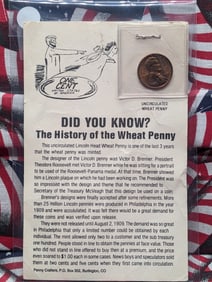 ONE
CENT
Uncirculated
UNCIRCULATED
WHEAT PENNY
DID YOU KNOW?
The History of the Wheat Penny
This uncirculated Lincoln Head Wheat Penny is one of the last 3 years
that the wheat penny was minted.
The designer of the Lincoln penny was Victor D. Brenner. President
Theodore Roosevelt met Victor D. Brenner while he was sitting for a portrait
to be used of the Roosevelt-Panama medal. At that time, Brenner showed
him a Lincoln plaque on which he had been working on. The President was
so impressed with the design and theme that he recommended to
Secretary of the Treasury McVeagh that this design be used on a coin.
Brenner's designs were finally accepted after some refinements. More
than 25 million Lincoln pennies were produced in Philadelphia in the year
1909 and were accumulated. It was felt there would be a great demand for
these coins and was verified upon release.
They were not released until August 2, 1909. The demand was so great
in Philadelphia that only a limited number could be obtained by each
individual. The mint allowed only two to a customer and the sub treasury
one hundred. People stood in line to obtain the pennies at face value. Those
who did not stand in line offered to buy them at a premium, and the price
even soared to $1.00 each in some cases. News boys and speculators sold
them at two cents and five cents when they first came into circulation.
Penny Crafters, P.O. Box 350, Burlington, CO